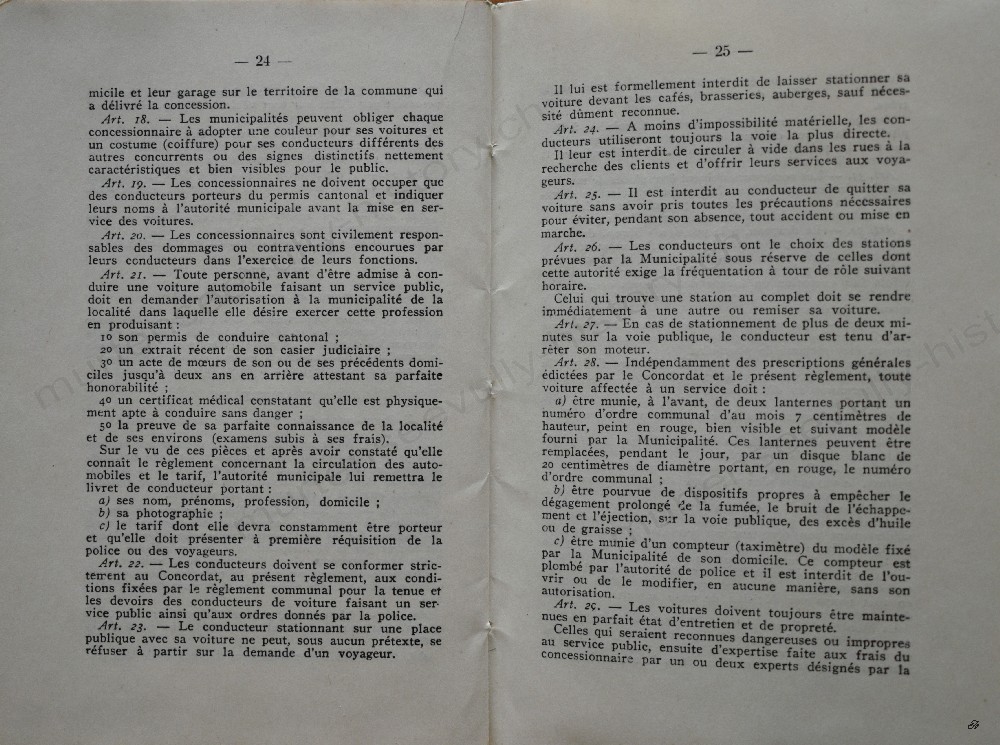 — 24 —
micile et leur garage sur le territoire de la commune qui
a délivré la concession.
Art. 18. — Les municipalités peuvent obliger chaque
concessionnaire à adopter une couleur pour ses voitures et
un costume (coiffure) pour ses conducteurs différents des
autres concurrents ou des signes distinctifs nettement
caractéristiques et bien visibles pour le public.
Art. 19. — Les concessionnaires ne doivent occuper que
des conducteurs porteurs du permis cantonal et indiquer
leurs noms à l'autorité municipale avant la mise en ser-
vice des voitures.
Art. 20. — Les concessionnaires sont civilement respon-
sables des dommages ou contraventions encourues par
leurs conducteurs dans l'exercice de leurs fonctions.
Art. 21. — Toute personne, avant d'être admise à con-
duire une voiture automobile faisant un service public,
doit en demander l'autorisation à la municipalité de la
localité dans laquelle elle désire exercer cette profession
en produisant :
1o son permis de conduire cantonal ;
2o un extrait récent de son casier judiciaire ;
3o un acte de mœurs de son ou de ses précédents domi-
ciles jusqu'à deux ans en arrière attestant sa parfaite
honorabilité ;
4o un certificat médical constatant qu'elle est physique-
ment apte à conduire sans danger ;
5o la preuve de sa parfaite connaissance de la localité
et de ses environs (examens subis à ses frais).
Sur le vu de ces pièces et après avoir constaté qu'elle
connaît le règlement concernant la circulation des auto-
mobiles et le tarif, l'autorité municipale lui remettra le
livret de conducteur portant :
a) ses nom, prénoms, profession, domicile ;
b) sa photographie ;
c) le tarif dont elle devra constamment être porteur
et qu'elle doit présenter à première réquisition de la
police ou des voyageurs.
Art. 22. — Les conducteurs doivent se conformer stric-
tement au Concordat, au présent règlement, aux condi-
tions fixées par le règlement communal pour la tenue et
les devoirs des conducteurs de voiture faisant un ser-
vice public ainsi qu'aux ordres donnés par la police.
Art. 23. — Le conducteur stationnant sur une place
publique avec sa voiture ne peut, sous aucun prétexte, se
réfuser à partir sur la demande d'un voyageur.
— 25 —
Il lui est formellement interdit de laisser stationner sa
voiture devant les cafés, brasseries, auberges, sauf néces-
sité dûment reconnue.
Art. 24. — A moins d'impossibilité matérielle, les con-
ducteurs utiliseront toujours la voie la plus directe.
Il leur est interdit de circuler à vide dans les rues à la
recherche des clients et d'offrir leurs services aux voya-
geurs.
Art. 25. — Il est interdit au conducteur de quitter sa
voiture sans avoir pris toutes les précautions nécessaires
pour éviter, pendant son absence, tout accident ou mise en
marche.
Art. 26. — Les conducteurs ont le choix des stations
prévues par la Municipalité sous réserve de celles dont
cette autorité exige la fréquentation à tour de rôle suivant
horaire.
Celui qui trouve une station au complet doit se rendre
immédiatement à une autre ou remiser sa voiture.
Art. 27. — En cas de stationnement de plus de deux mi-
nutes sur la voie publique, le conducteur est tenu d'ar-
rêter son moteur.
Art. 28. — Indépendamment des prescriptions générales
édictées par le Concordat et le présent règlement, toute
voiture affectée à un service doit :
a) être munie, à l'avant, de deux lanternes portant un
numéro d'ordre communal d'au mois 7 centimètres de
hauteur, peint en rouge, bien visible et suivant modèle
fourni par la Municipalité. Ces lanternes peuvent être
remplacées, pendant le jour, par un disque blanc de
20 centimètres de diamètre portant, en rouge, le numéro
d'ordre communal ;
b) être pourvue de dispositifs propres à empêcher le
dégagement prolongé de la fumée, le bruit de l'échappe-
ment et l'éjection, sur la voie publique, des excès d'huile
ou de graisse ;
c) être munie d'un compteur (taximètre) du modèle fixé
par la Municipalité de son domicile. Ce compteur est
plombé par l'autorité de police et il est interdit de l'ou-
vrir ou de le modifier, en aucune manière, sans son
autorisation.
Art. 29. — Les voitures doivent toujours être mainte-
nues en parfait état d'entretien et de propreté.
Celles qui seraient reconnues dangereuses ou impropres
au service public, ensuite d'expertise faite aux frais du
concessionnaire par un ou deux experts désignés par la